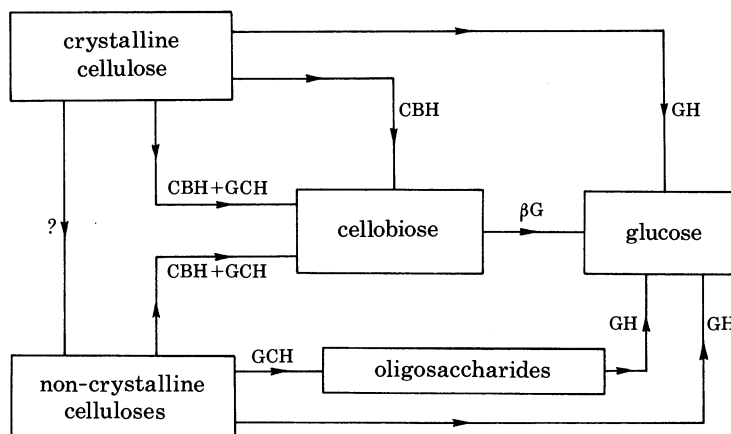 crystalline
cellulose
CBH
GH
CBH+GCH
?
cellobiose
βG
glucose
CBH+GCH
GH
GH
GCH
non-crystalline
celluloses
oligosaccharides